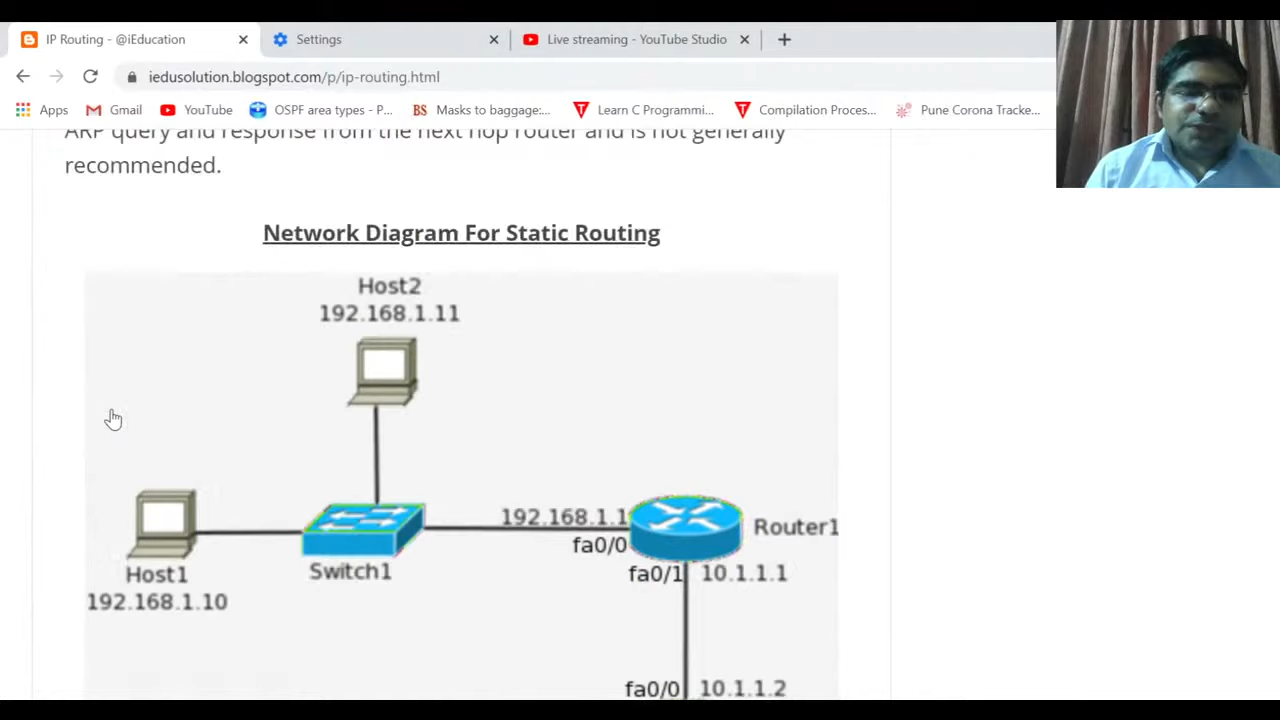 IP Routing - @iEducation
Settings
Live streaming - YouTube Studio
iedusolution.blogspot.com/p/ip-routing.html
Apps
Gmail
YouTube
OSPF area types - P...
BS Masks to baggage:...
Learn C Programmi...
Compilation Proces...
Pune Corona Tracke...
ARP query and response from the next hop router and is not generally
recommended.
Network Diagram For Static Routing
Host2
192.168.1.11
192.168.1.1
Router1
fa0/0
Switch1
fa0/1 10.1.1.1
Host1
192.168.1.10
fa0/0 10.1.1.2